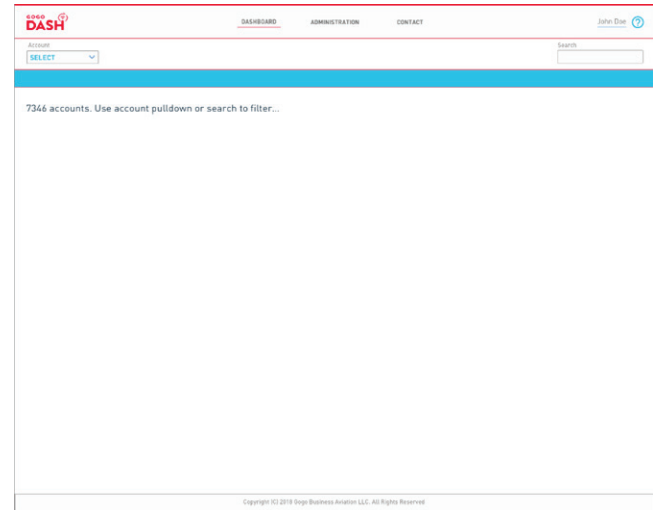 GOGO
DASH
DASHBOARD
ADMINISTRATION
CONTACT
John Doe ?
Account
SELECT
Search
7346 accounts. Use account pulldown or search to filter...
Copyright (C) 2018 Gogo Business Aviation LLC. All Rights Reserved